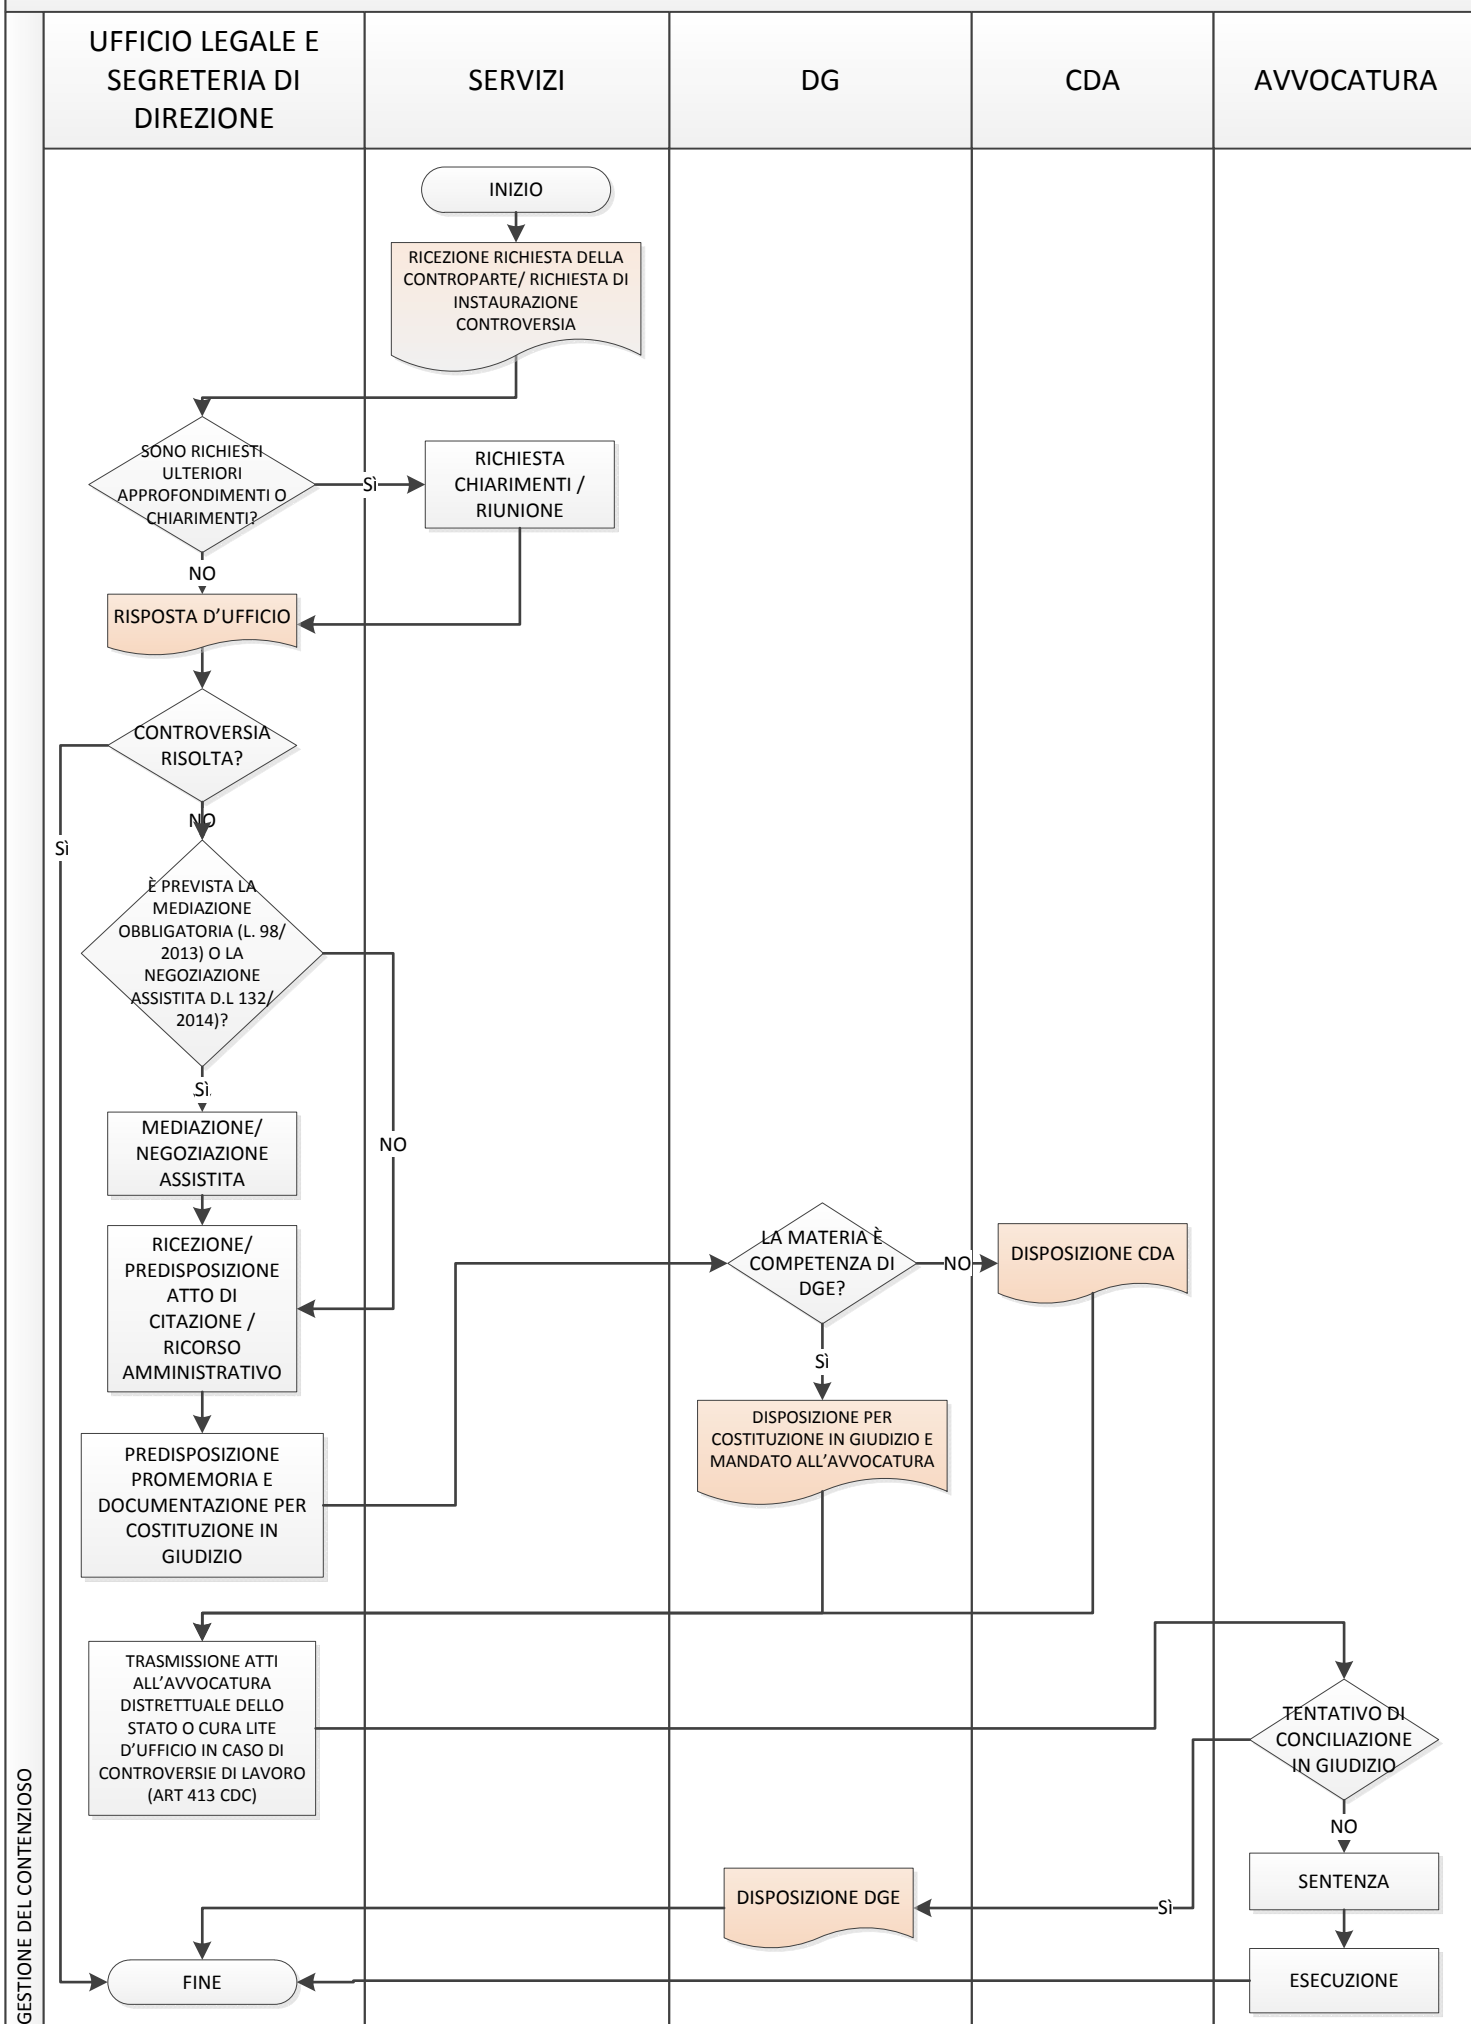 UFFICIO LEGALE E
SEGRETERIA DI
DIREZIONE
SERVIZI
DG
CDA
AVVOCATURA
INIZIO
RICEZIONE RICHIESTA DELLA
CONTROPARTE/ RICHIESTA DI
INSTAURAZIONE
CONTROVERSIA
SONO RICHIESTI
ULTERIORI
APPROFONDIMENTI O
CHIARIMENTI?
Sì
RICHIESTA
CHIARIMENTI /
RIUNIONE
NO
RISPOSTA D’UFFICIO
CONTROVERSIA
RISOLTA?
NO
Sì
È PREVISTA LA
MEDIAZIONE
OBBLIGATORIA (L. 98/
2013) O LA
NEGOZIAZIONE
ASSISTITA D.L 132/
2014)?
Sì
NO
MEDIAZIONE/
NEGOZIAZIONE
ASSISTITA
RICEZIONE/
PREDISPOSIZIONE
ATTO DI
CITAZIONE /
RICORSO
AMMINISTRATIVO
PREDISPOSIZIONE
PROMEMORIA E
DOCUMENTAZIONE PER
COSTITUZIONE IN
GIUDIZIO
LA MATERIA È
COMPETENZA DI
DGE?
NO
DISPOSIZIONE CDA
Sì
DISPOSIZIONE PER
COSTITUZIONE IN GIUDIZIO E
MANDATO ALL’AVVOCATURA
TRASMISSIONE ATTI
ALL’AVVOCATURA
DISTRETTUALE DELLO
STATO O CURA LITE
D’UFFICIO IN CASO DI
CONTROVERSIE DI LAVORO
(ART 413 CDC)
TENTATIVO DI
CONCILIAZIONE
IN GIUDIZIO
NO
SENTENZA
Sì
DISPOSIZIONE DGE
ESECUZIONE
FINE
GESTIONE DEL CONTENZIOSO